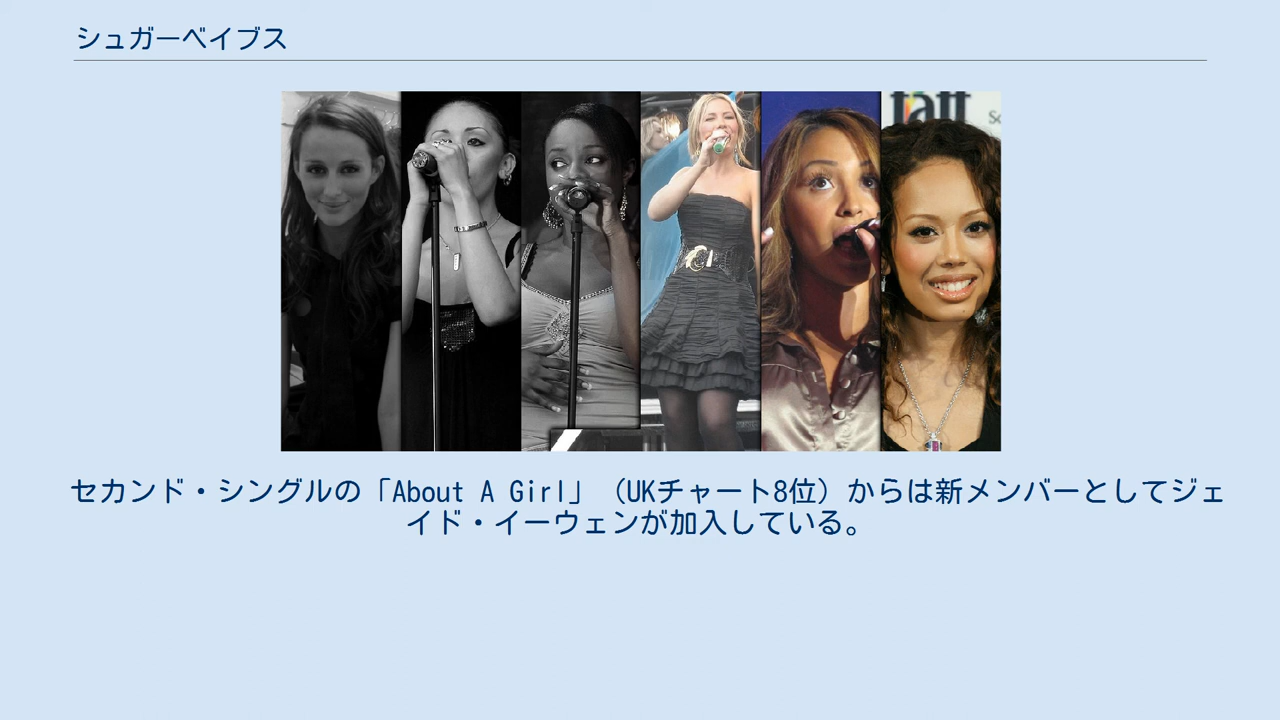 シュガーベイブス
セカンド・シングルの「About A Girl」（UKチャート8位）からは新メンバーとしてジェ
イド・イーウェンが加入している。